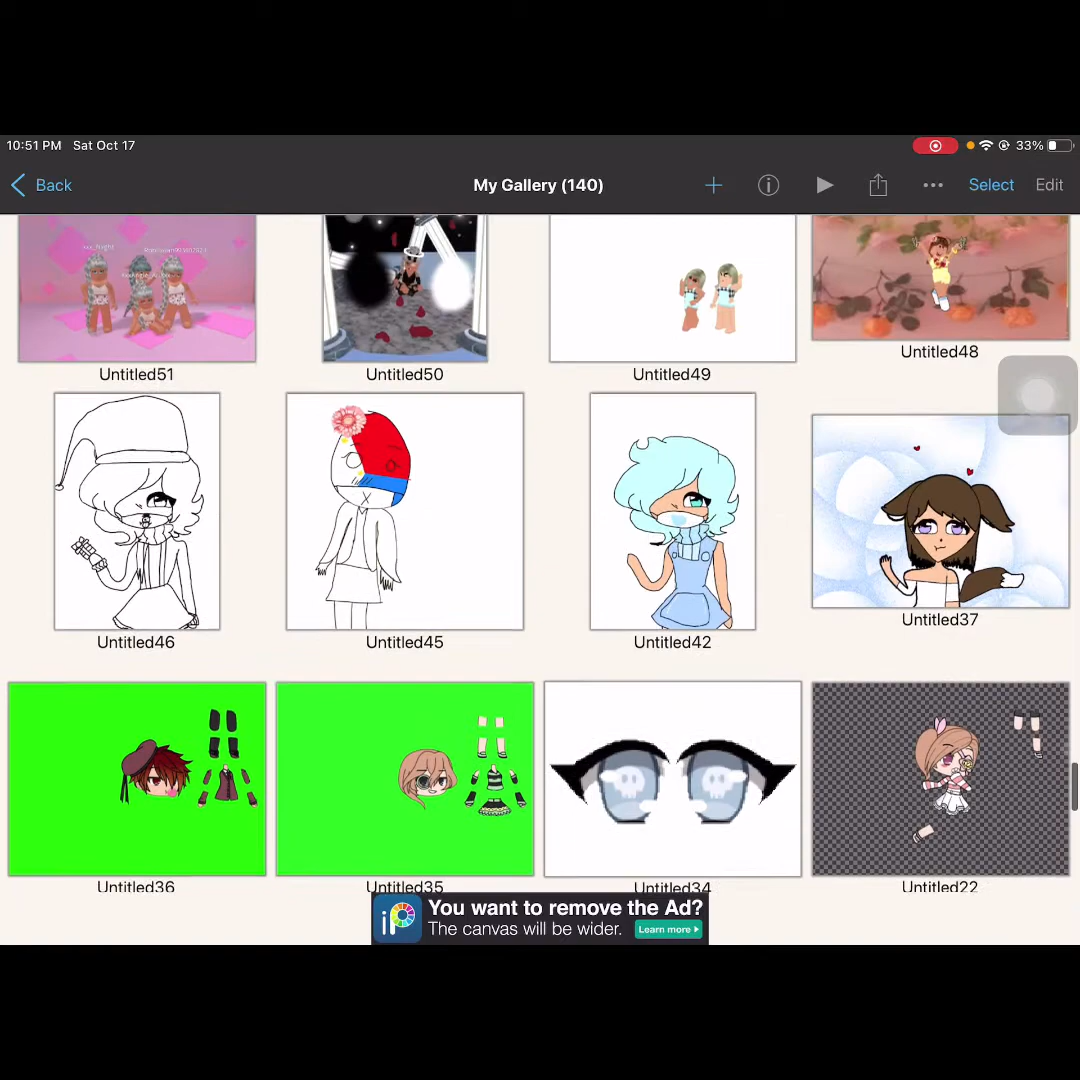 10:51 PM Sat Oct 17
33%
Back
My Gallery (140)
Select
Edit
xxx_Night
Untitled51
Untitled50
Untitled49
Untitled48
Untitled46
Untitled45
Untitled42
Untitled37
Untitled36
Untitled35
Untitled34
Untitled22
iP
You want to remove the Ad?
The canvas will be wider.
Learn more